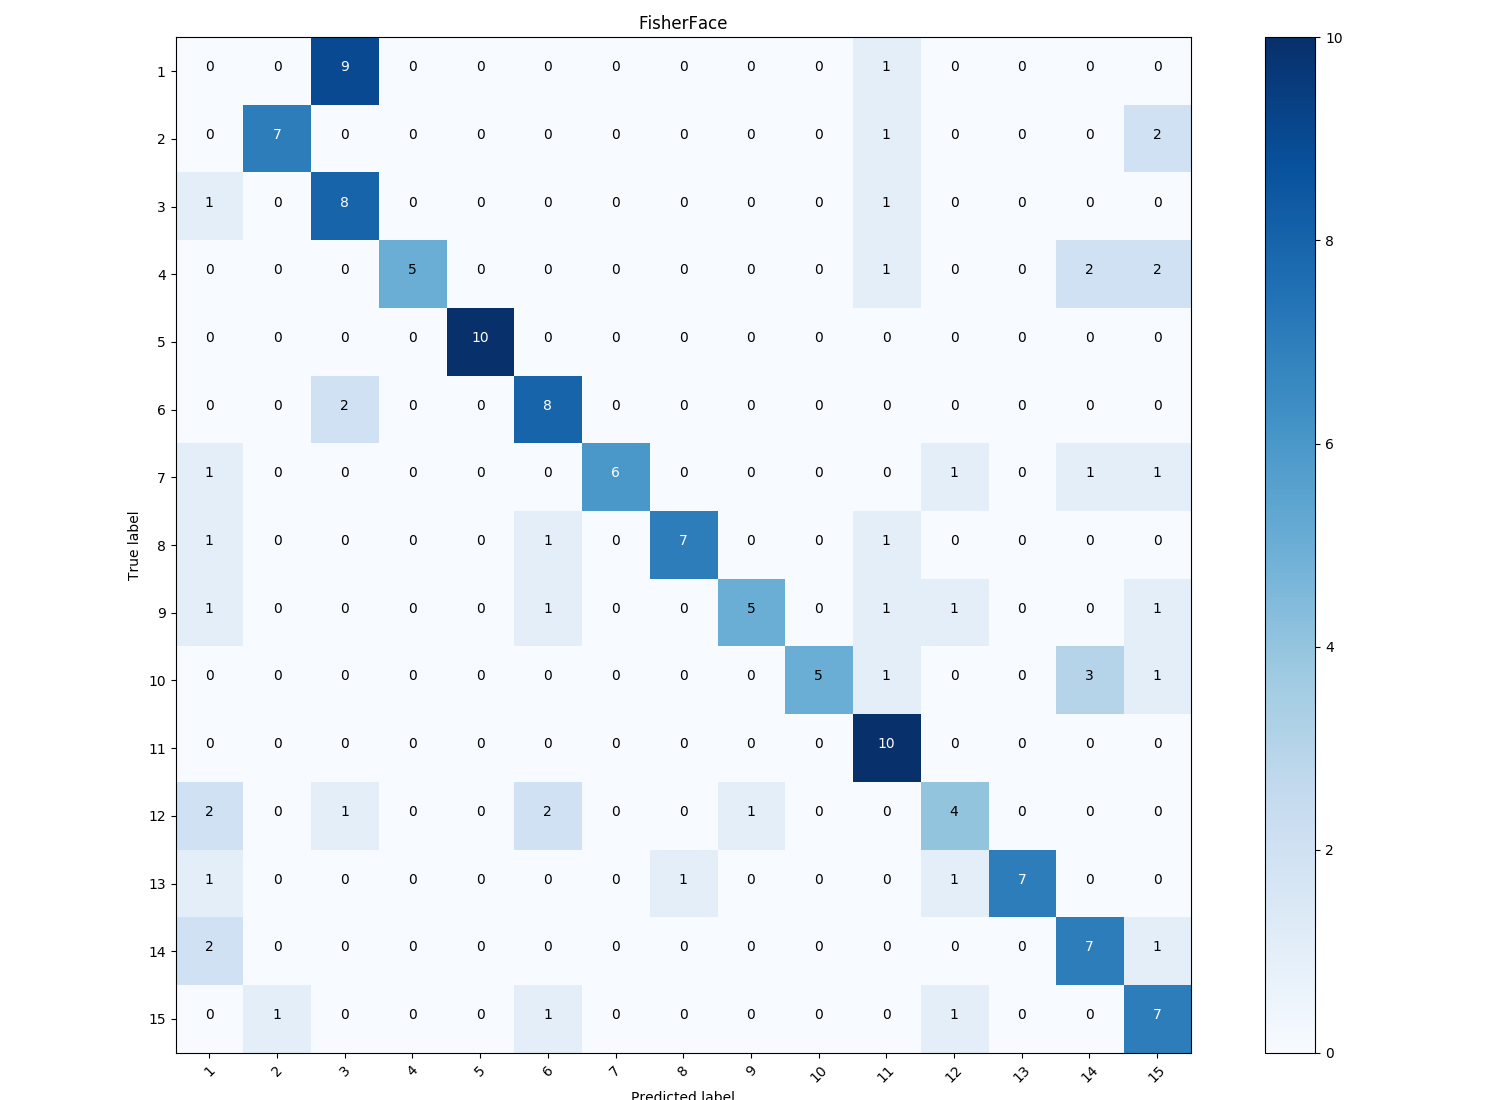 FisherFace
1 0 0 9 0 0 0 0 0 0 0 1 0 0 0 0
2 0 7 0 0 0 0 0 0 0 0 1 0 0 0 2
3 1 0 8 0 0 0 0 0 0 0 1 0 0 0 0
4 0 0 0 5 0 0 0 0 0 0 1 0 0 2 2
5 0 0 0 0 10 0 0 0 0 0 0 0 0 0 0
6 0 0 2 0 0 8 0 0 0 0 0 0 0 0 0
7 1 0 0 0 0 0 6 0 0 0 0 1 0 1 1
8 1 0 0 0 0 1 0 7 0 0 1 0 0 0 0
9 1 0 0 0 0 1 0 0 5 0 1 1 0 0 1
10 0 0 0 0 0 0 0 0 0 5 1 0 0 3 1
11 0 0 0 0 0 0 0 0 0 0 10 0 0 0 0
12 2 0 1 0 0 2 0 0 1 0 0 4 0 0 0
13 1 0 0 0 0 0 0 1 0 0 0 1 7 0 0
14 2 0 0 0 0 0 0 0 0 0 0 0 0 7 1
15 0 1 0 0 0 1 0 0 0 0 0 1 0 0 7
1 2 3 4 5 6 7 8 9 10 11 12 13 14 15
True label
Predicted label
10
8
6
4
2
0